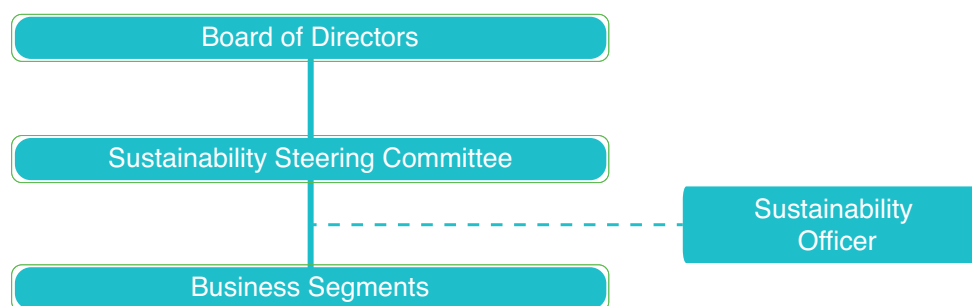 Board of Directors
Sustainability Steering Committee
Sustainability
Officer
Business Segments